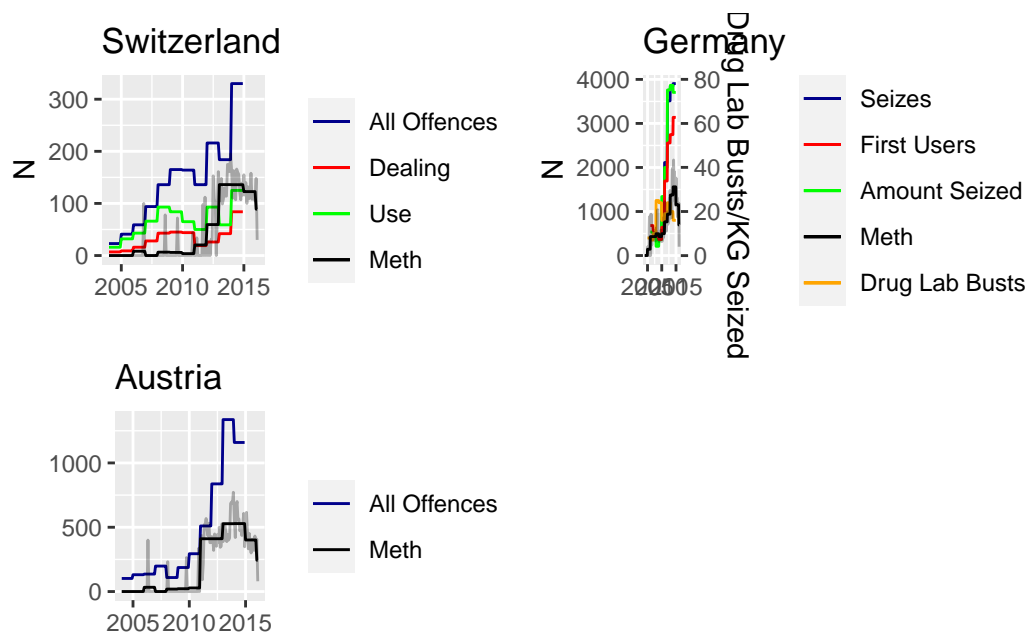 Switzerland
300
200
100
0
N
2005 2010 2015
All Offences
Dealing
Use
Meth
Germany
4000
3000
2000
1000
0
N
80
60
40
20
0
Drug Lab Busts/KG Seized
2015
Seizes
First Users
Amount Seized
Meth
Drug Lab Busts
Austria
1000
500
0
2005 2010 2015
All Offences
Meth